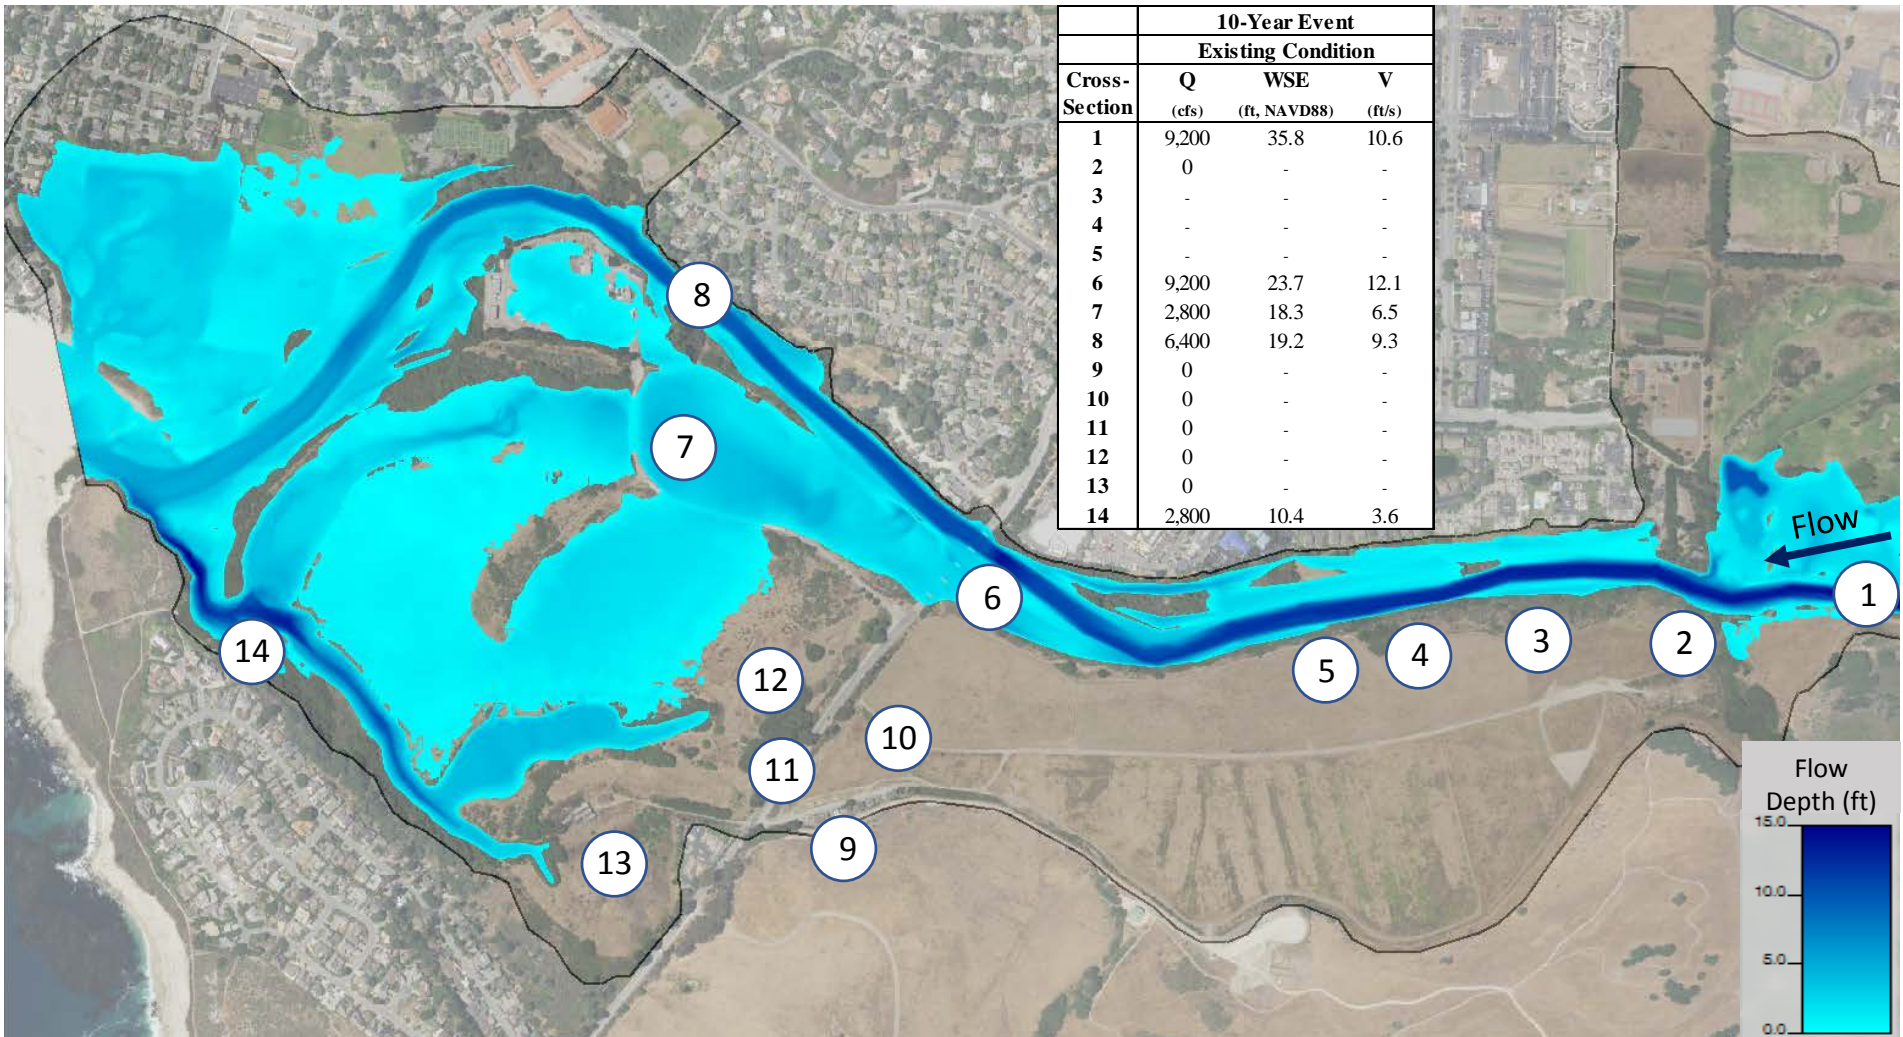 10-Year Event
Existing Condition
Cross-Section Q (cfs) WSE (ft, NAVD88) V (ft/s)
1 9,200 35.8 10.6
2 0 - -
3 - - -
4 - - -
5 - - -
6 9,200 23.7 12.1
7 2,800 18.3 6.5
8 6,400 19.2 9.3
9 0 - -
10 0 - -
11 0 - -
12 0 - -
13 0 - -
14 2,800 10.4 3.6
8
7
6
Flow
1
2
3
4
5
14
12
10
11
9
13
Flow
Depth (ft)
15.0
10.0
5.0
0.0